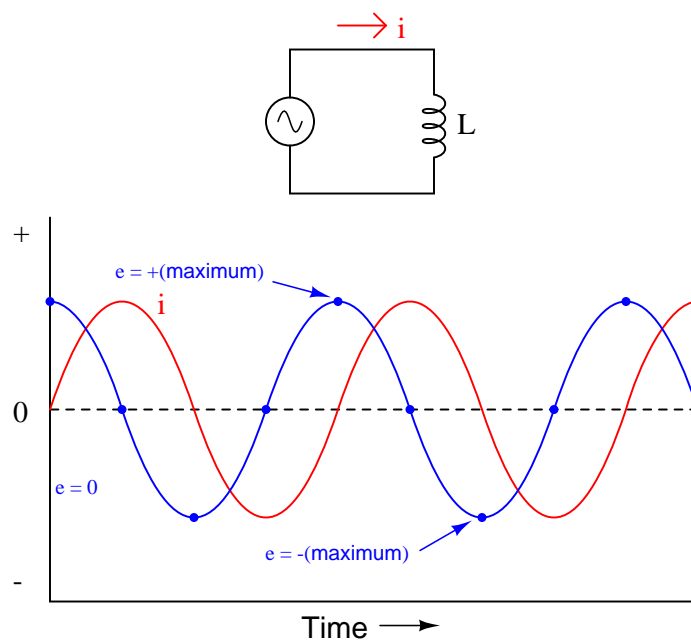 i
L
+
e = +(maximum)
i
0
e = 0
e = -(maximum)
-
Time